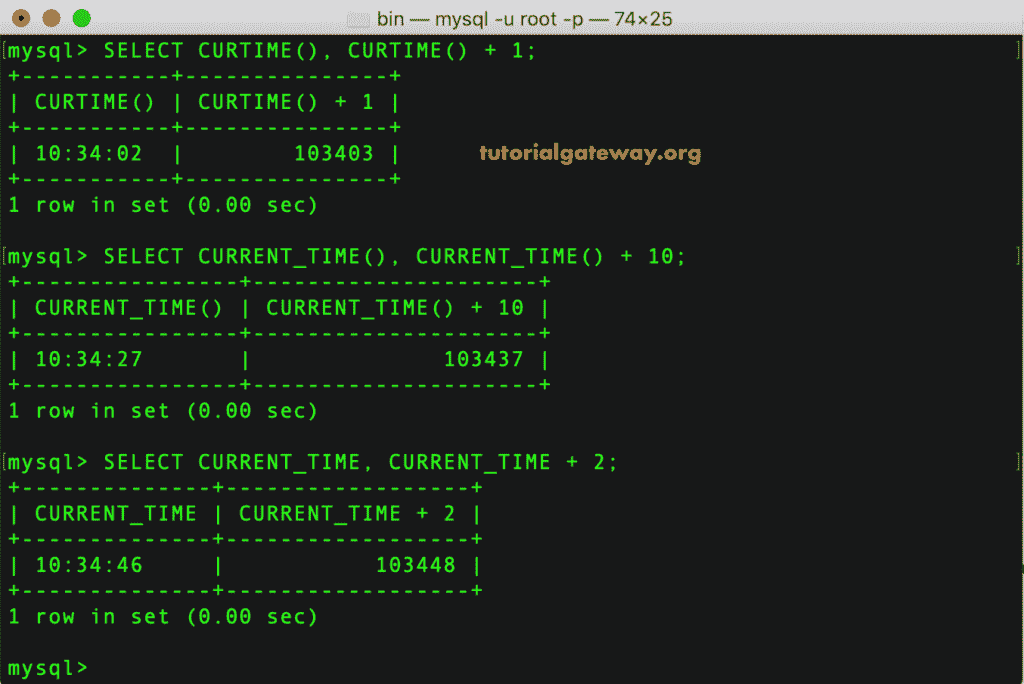 bin — mysql -u root -p — 74×25
[mysql> SELECT CURTIME(), CURTIME() + 1; ]
+-----------+---------------+
| CURTIME() | CURTIME() + 1 |
+-----------+---------------+
| 10:34:02  |        103403 |
tutorialgateway.org
+-----------+---------------+
1 row in set (0.00 sec)
[mysql> SELECT CURRENT_TIME(), CURRENT_TIME() + 10; ]
+----------------+---------------------+
| CURRENT_TIME() | CURRENT_TIME() + 10 |
+----------------+---------------------+
| 10:34:27       |              103437 |
+----------------+---------------------+
1 row in set (0.00 sec)
[mysql> SELECT CURRENT_TIME, CURRENT_TIME + 2; ]
+--------------+------------------+
| CURRENT_TIME | CURRENT_TIME + 2 |
+--------------+------------------+
| 10:34:46     |           103448 |
+--------------+------------------+
1 row in set (0.00 sec)
mysql>